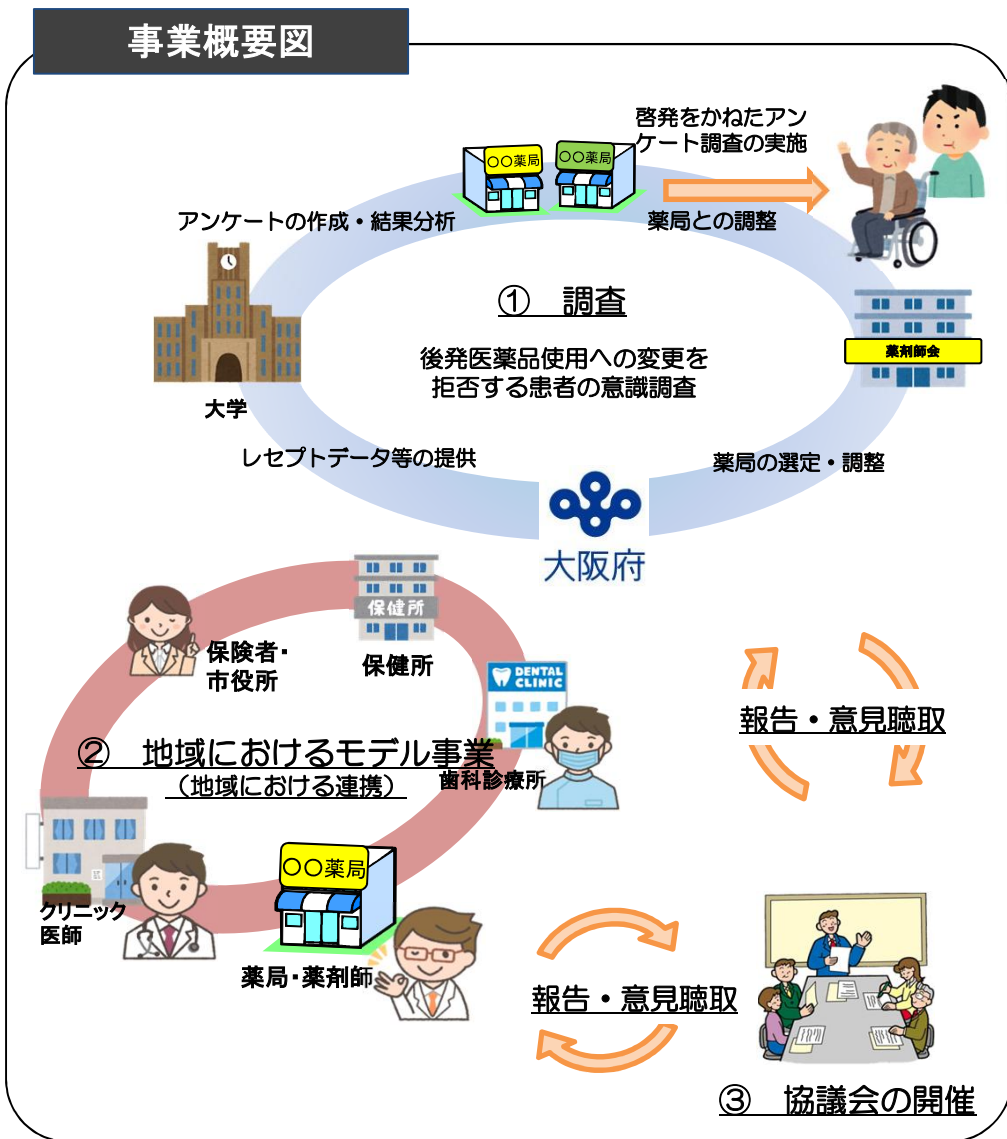 事業概要図
啓発をかねたアン
ケート調査の実施
〇〇薬局
〇〇薬局
アンケートの作成・結果分析
薬局との調整
① 調査
後発医薬品使用への変更を
拒否する患者の意識調査
薬剤師会
大学
レセプトデータ等の提供
薬局の選定・調整
大阪府
保健所
保険者・
市役所
保健所
DENTAL
CLINIC
報告・意見聴取
② 地域におけるモデル事業
（地域における連携）
歯科診療所
〇〇薬局
クリニック
医師
薬局・薬剤師
報告・意見聴取
③ 協議会の開催